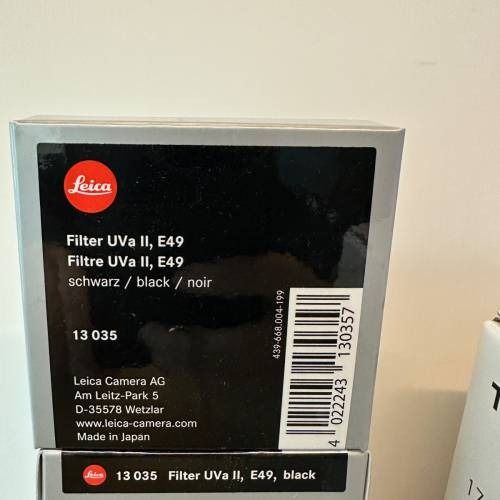 Leica
Filter UVa II, E49
Filtre UVa II, E49
schwarz / black / noir
13 035
Leica Camera AG
Am Leitz-Park 5
D-35578 Wetzlar
www.leica-camera.com
Made in Japan
439-668.004-199
4 022243 130357
Leica 13 035 Filter UVa II, E49, black